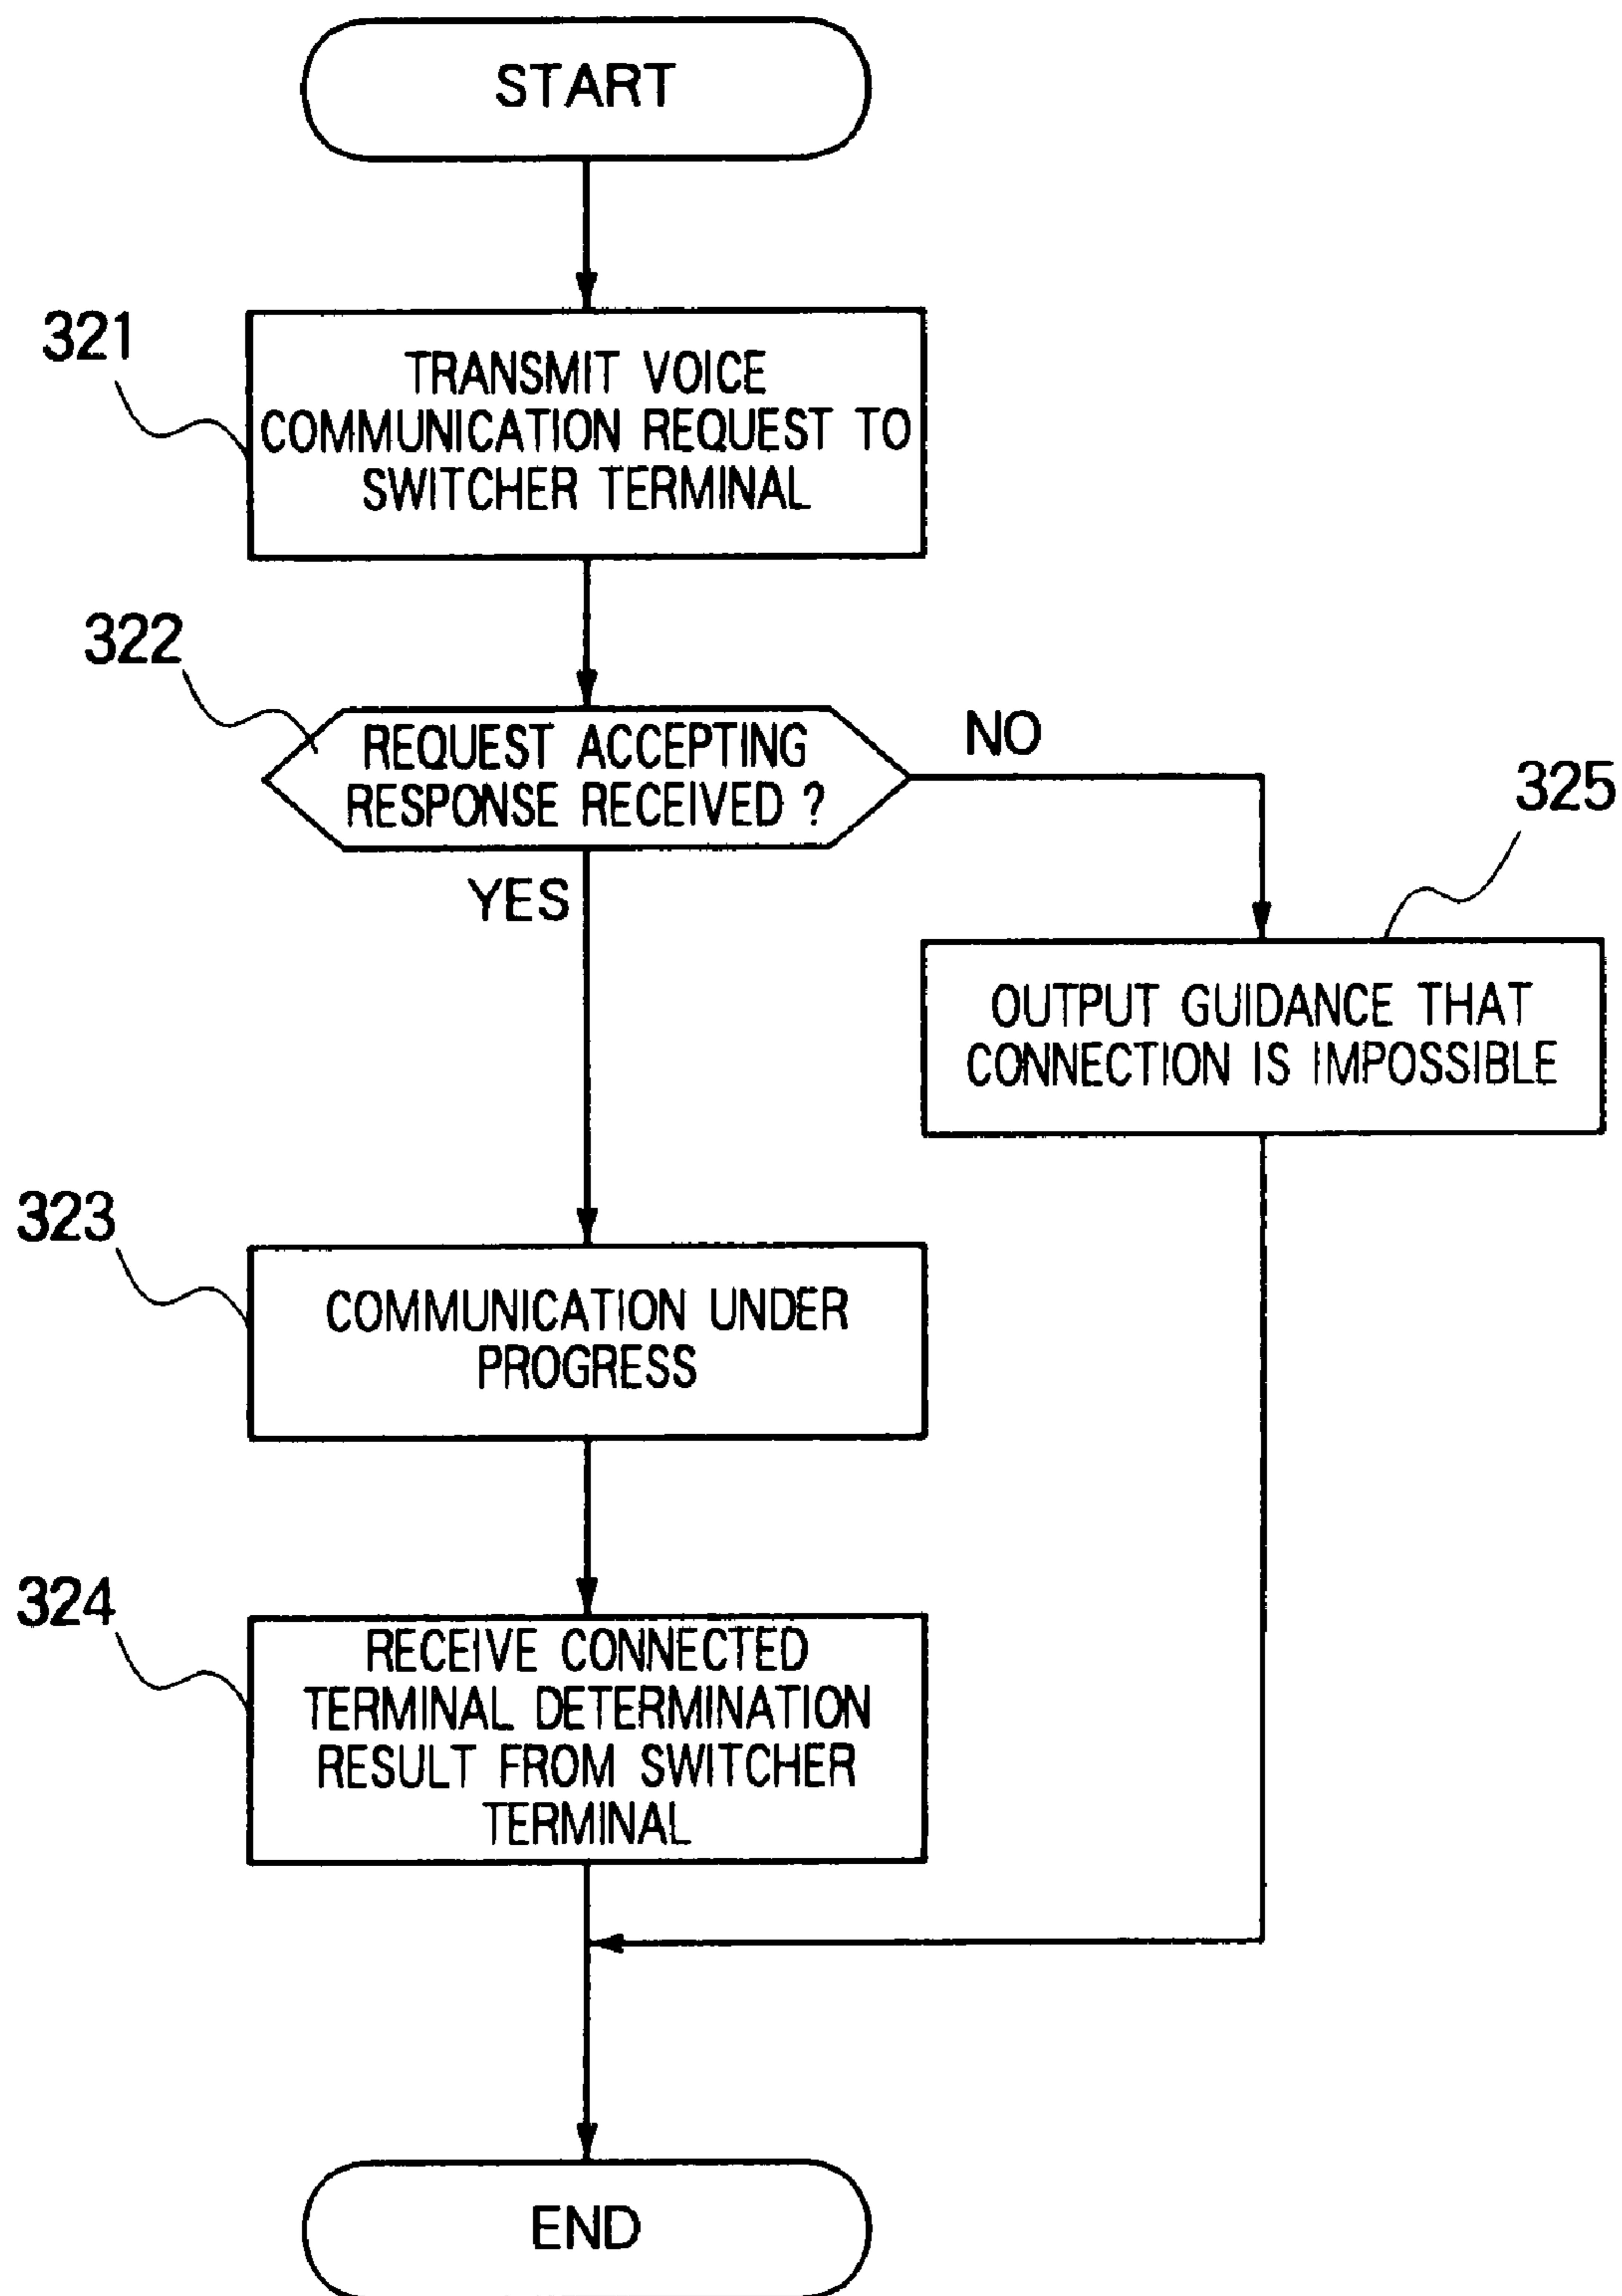 START
321
TRANSMIT VOICE
COMMUNICATION REQUEST TO
SWITCHER TERMINAL
322
REQUEST ACCEPTING
RESPONSE RECEIVED ?
NO
YES
325
OUTPUT GUIDANCE THAT
CONNECTION IS IMPOSSIBLE
323
COMMUNICATION UNDER
PROGRESS
324
RECEIVE CONNECTED
TERMINAL DETERMINATION
RESULT FROM SWITCHER
TERMINAL
END